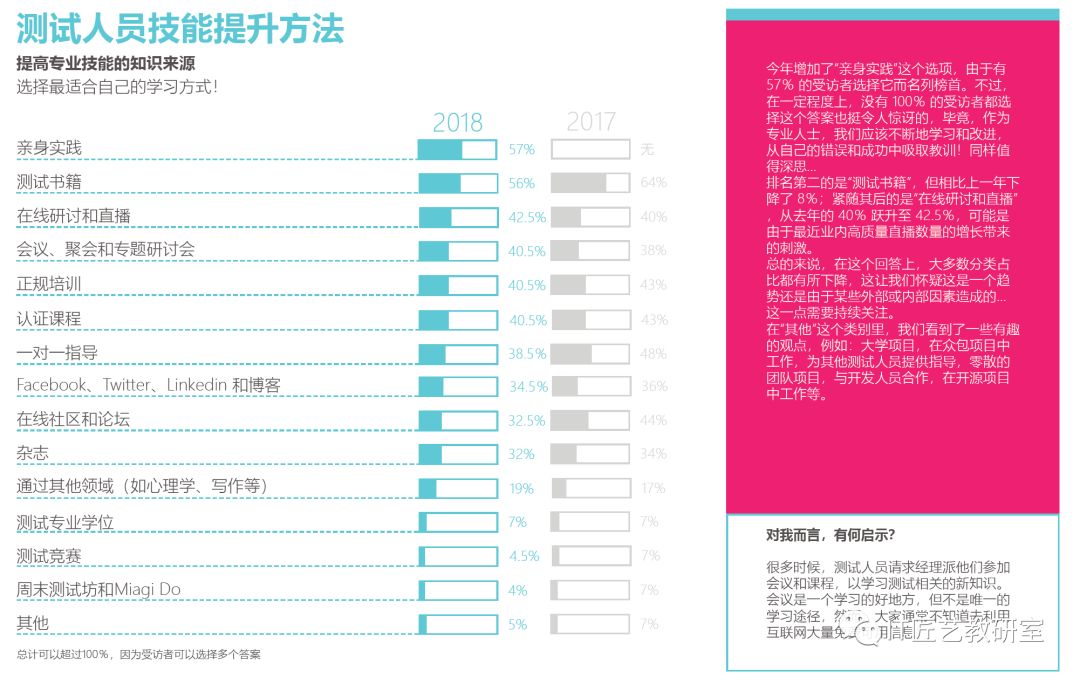 测试人员技能提升方法
提高专业技能的知识来源
选择最适合自己的学习方式！
2018 2017
亲身实践 57% 无
测试书籍 56% 64%
在线研讨和直播 42.5% 40%
会议、聚会和专题研讨会 40.5% 38%
正规培训 40.5% 43%
认证课程 40.5% 43%
一对一指导 38.5% 48%
Facebook、Twitter、Linkedin 和博客 34.5% 36%
在线社区和论坛 32.5% 44%
杂志 32% 34%
通过其他领域（如心理学、写作等） 19% 17%
测试专业学位 7% 7%
测试竞赛 4.5% 7%
周末测试坊和Miagi Do 4% 7%
其他 5% 7%
总计可以超过100%，因为受访者可以选择多个答案
今年增加了“亲身实践”这个选项，由于有
57% 的受访者选择它而名列榜首。不过，
在一定程度上，没有 100% 的受访者都选
择这个答案也挺令人惊讶的，毕竟，作为
专业人士，我们应该不断地学习和改进，
从自己的错误和成功中吸取教训！同样值
得深思...
排名第二的是“测试书籍”，但相比上一年下
降了 8%；紧随其后的是“在线研讨和直播”
，从去年的 40% 跃升至 42.5%，可能是
由于最近业内高质量直播数量的增长带来
的刺激。
总的来说，在这个回答上，大多数分类占
比都有所下降，这让我们怀疑这是一个趋
势还是由于某些外部或内部因素造成的...
这一点需要持续关注。
在“其他”这个类别里，我们看到了一些有趣
的观点，例如：大学项目，在众包项目中
工作，为其他测试人员提供指导，零散的
团队项目，与开发人员合作，在开源项目
中工作等。
对我而言，有何启示？
很多时候，测试人员请求经理派他们参加
会议和课程，以学习测试相关的新知识。
会议是一个学习的好地方，但不是唯一的
学习途径，然 大家通常不知道去利用
互联网大量免 用信息
匠艺教研室